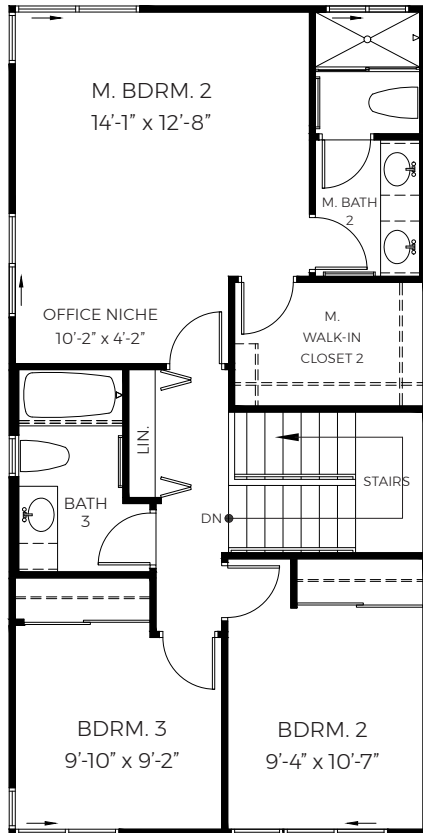 M. BDRM. 2
14’-1” x 12’-8”
M. BATH
2
OFFICE NICHE
10’-2” x 4’-2”
M.
WALK-IN
CLOSET 2
LIN.
BATH
3
STAIRS
DN
BDRM. 3
9’-10” x 9’-2”
BDRM. 2
9’-4” x 10’-7”